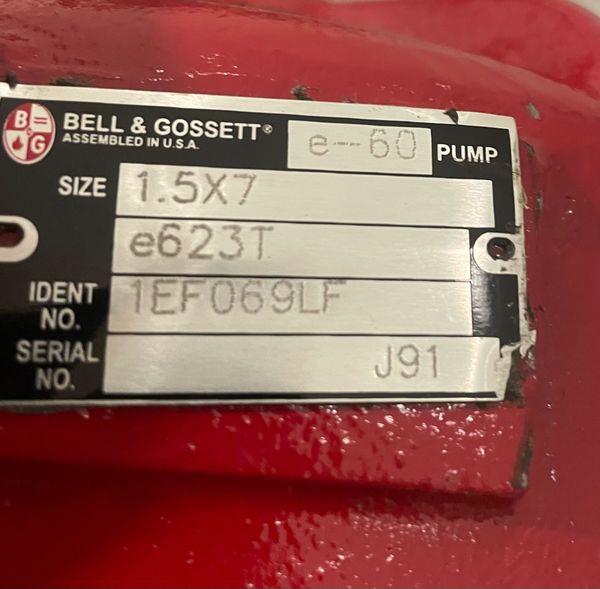 B&G
BELL & GOSSETT®
ASSEMBLED IN U.S.A.
e-60 PUMP
SIZE 1.5X7
e623T
IDENT NO. 1EF069LF
SERIAL NO. J91